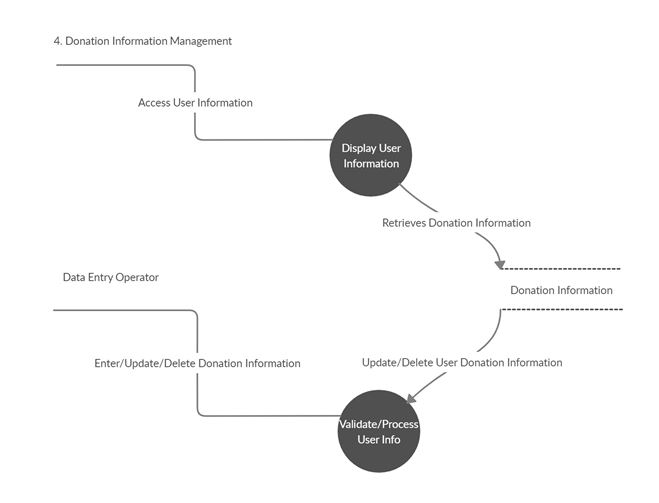 4. Donation Information Management
Access User Information
Display User
Information
Retrieves Donation Information
Data Entry Operator
Donation Information
Enter/Update/Delete Donation Information
Update/Delete User Donation Information
Validate/Process
User Info